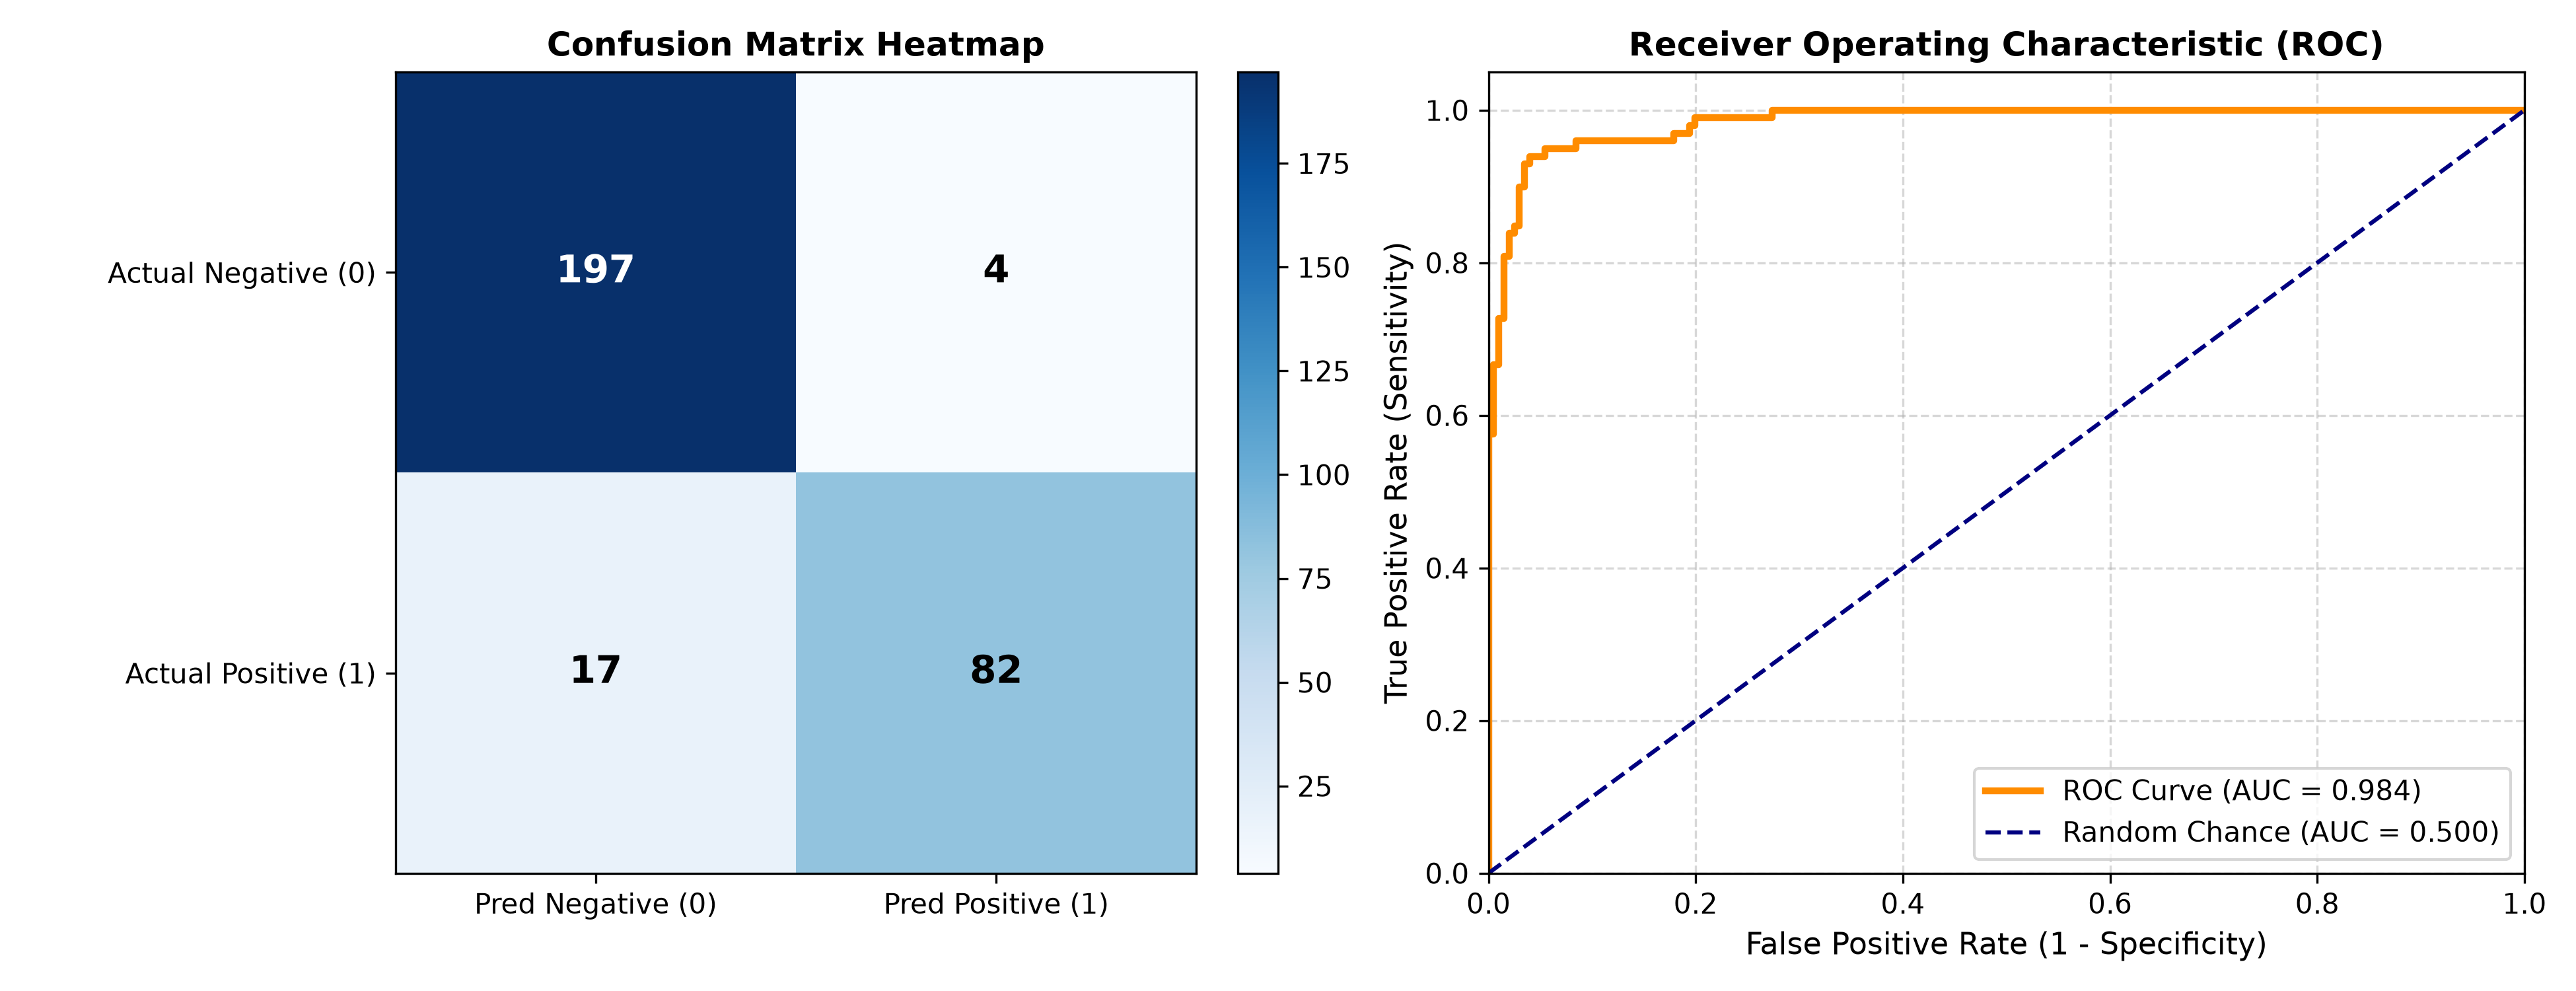 Confusion Matrix Heatmap
Actual Negative (0)
197
4
Actual Positive (1)
17
82
Pred Negative (0)
Pred Positive (1)
175
150
125
100
75
50
25
Receiver Operating Characteristic (ROC)
True Positive Rate (Sensitivity)
1.0
0.8
0.6
0.4
0.2
0.0
0.0
0.2
0.4
0.6
0.8
1.0
False Positive Rate (1 - Specificity)
ROC Curve (AUC = 0.984)
Random Chance (AUC = 0.500)